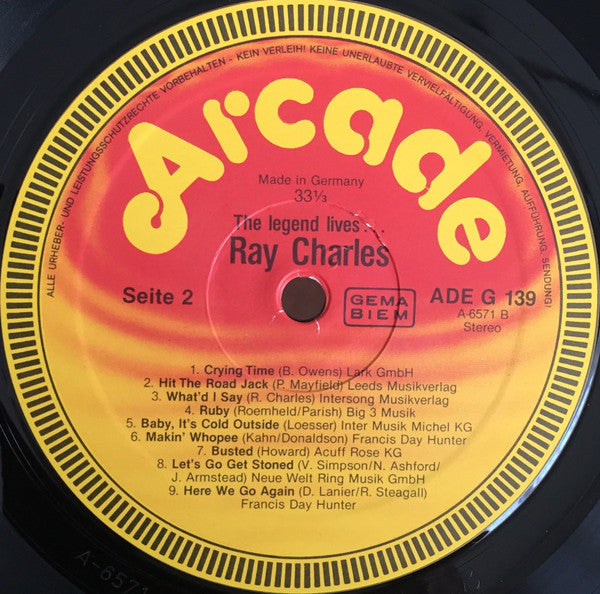 ALLE URHEBER- UND LEISTUNGSSCHUTZRECHTE VORBEHALTEN - KEIN VERLEIH! KEINE UNERLAUBTE VERVIELFÄLTIGUNG, VERMIETUNG, AUFFÜHRUNG, SENDUNG!
Arcade
Made in Germany
33⅓
The legend lives...
Ray Charles
Seite 2
GEMA
BIEM
ADE G 139
A-6571 B
Stereo
1. Crying Time (B. Owens) Lark GmbH
2. Hit The Road Jack (P. Mayfield) Leeds Musikverlag
3. What'd I Say (R. Charles) Intersong Musikverlag
4. Ruby (Roemheld/Parish) Big 3 Musik
5. Baby, It's Cold Outside (Loesser) Inter Musik Michel KG
6. Makin' Whopee (Kahn/Donaldson) Francis Day Hunter
7. Busted (Howard) Acuff Rose KG
8. Let's Go Get Stoned (V. Simpson/N. Ashford/
J. Armstead) Neue Welt Ring Musik GmbH
9. Here We Go Again (D. Lanier/R. Steagall)
Francis Day Hunter
A-6571